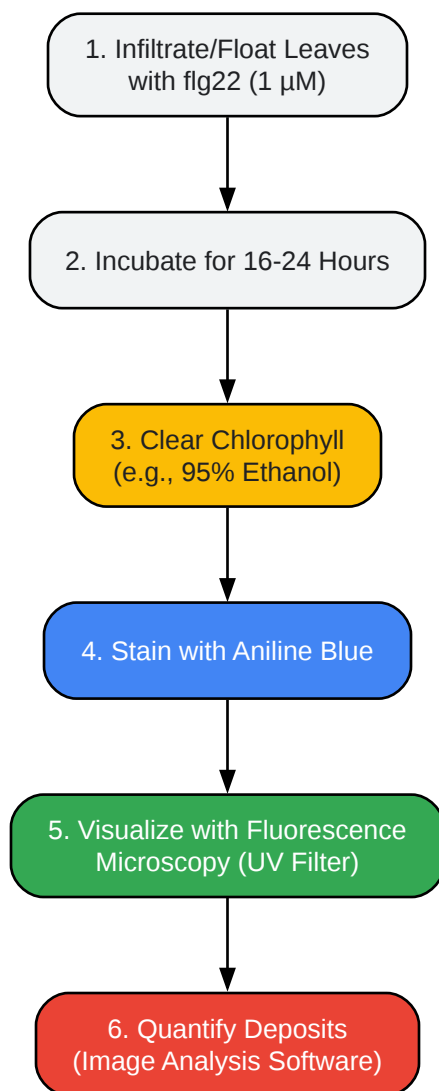 1. Infiltrate/Float Leaves
with flg22 (1 µM)
2. Incubate for 16-24 Hours
3. Clear Chlorophyll
(e.g., 95% Ethanol)
4. Stain with Aniline Blue
5. Visualize with Fluorescence
Microscopy (UV Filter)
6. Quantify Deposits
(Image Analysis Software)